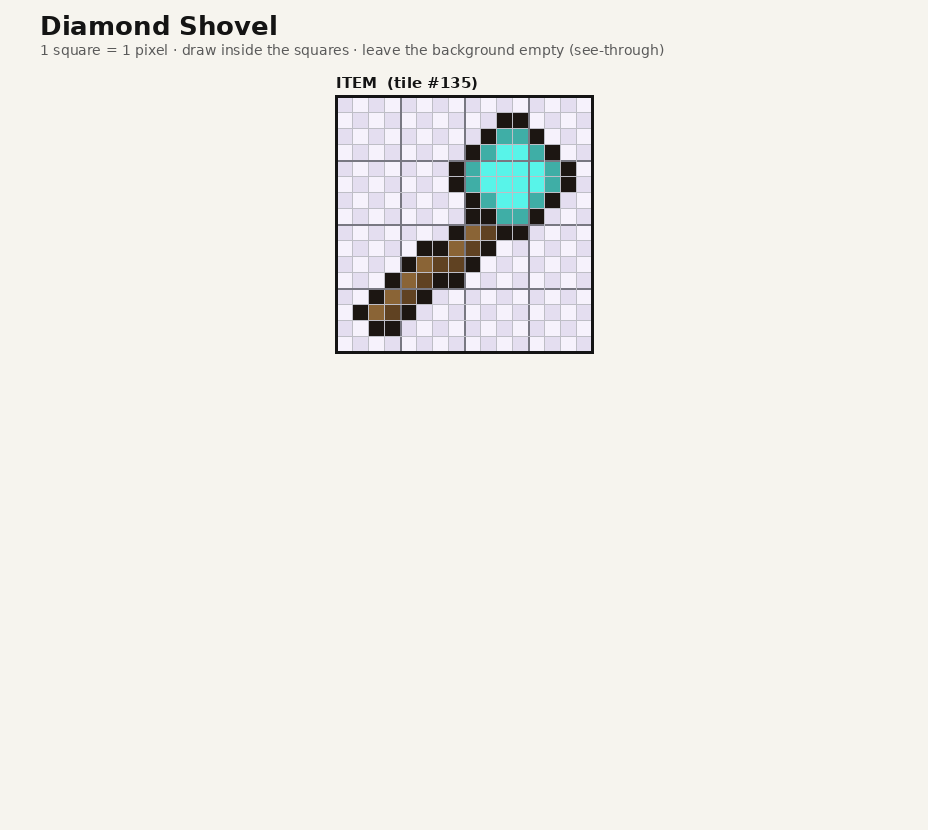 Diamond Shovel
1 square = 1 pixel · draw inside the squares · leave the background empty (see-through)
ITEM (tile #135)